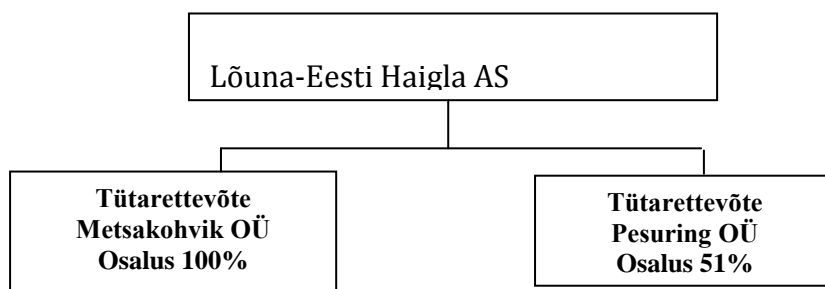 Lõuna-Eesti Haigla AS
Tütarettevõte
Metsakohvik OÜ
Osalus 100%
Tütarettevõte
Pesuring OÜ
Osalus 51%